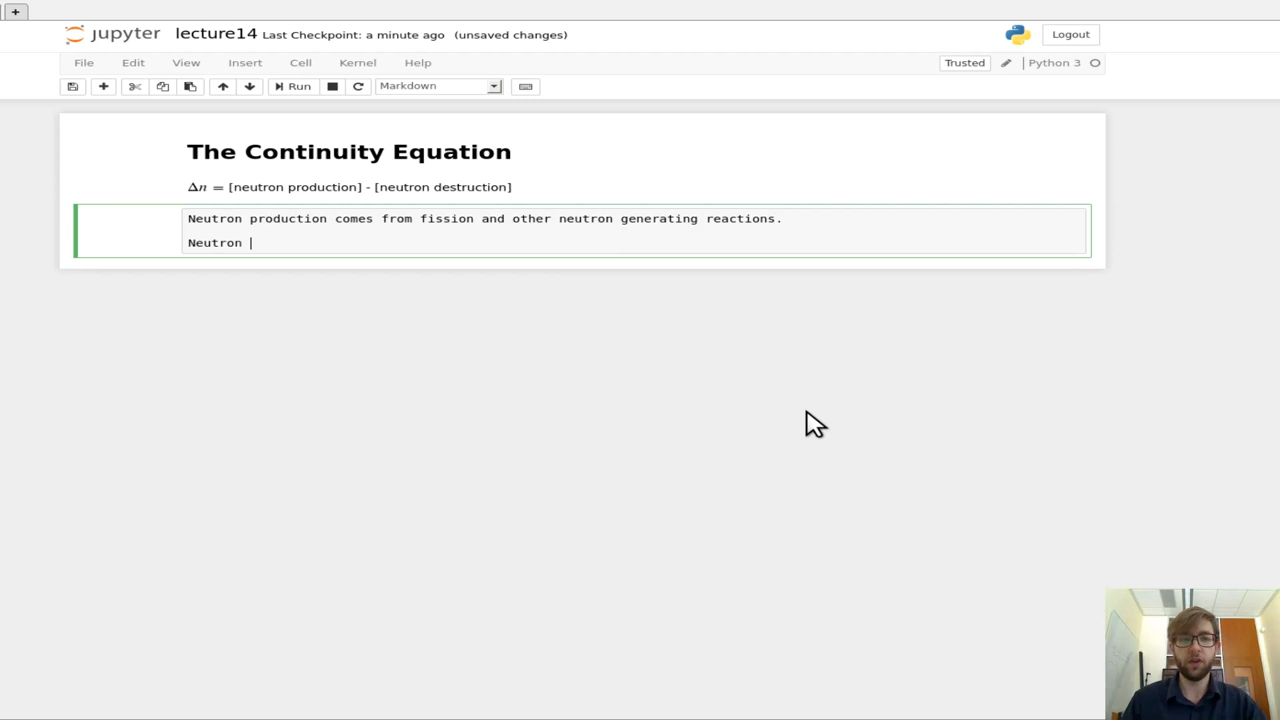 +
jupyter lecture14 Last Checkpoint: a minute ago (unsaved changes) Logout
File Edit View Insert Cell Kernel Help Trusted Python 3
Run Markdown
The Continuity Equation
Δn = [neutron production] - [neutron destruction]
Neutron production comes from fission and other neutron generating reactions.
Neutron